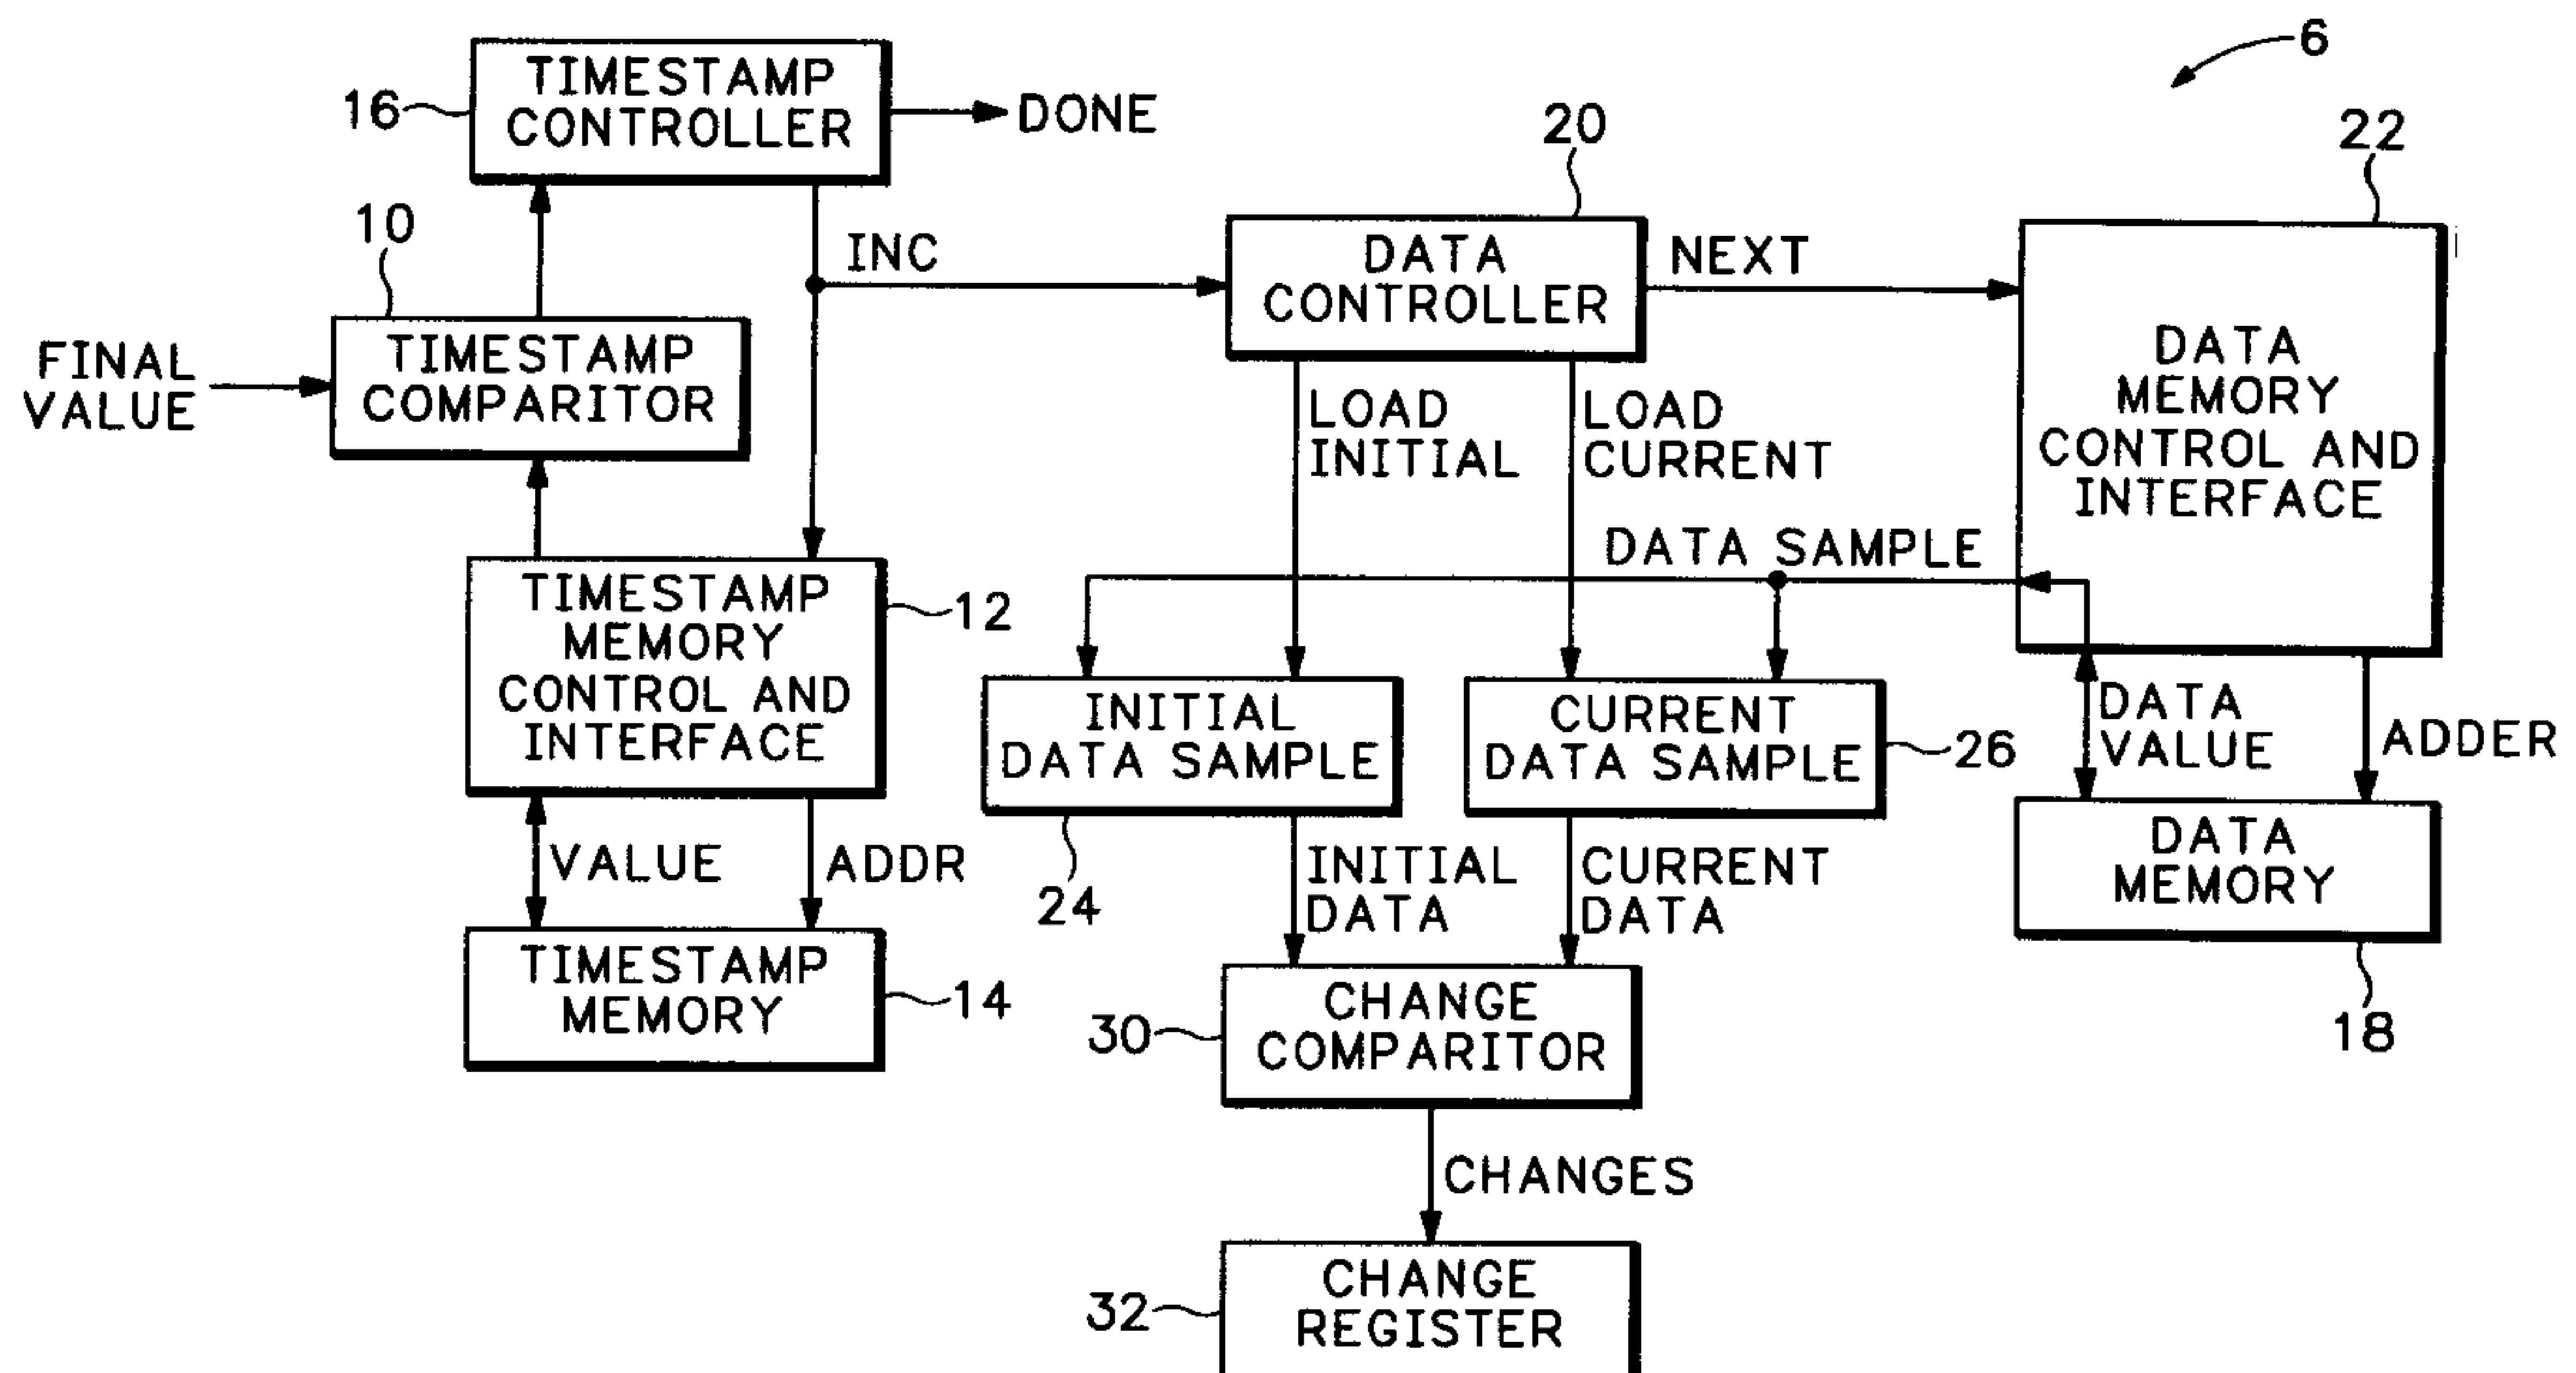 6
TIMESTAMP
CONTROLLER
16
DONE
20
22
10
INC
DATA
CONTROLLER
NEXT
FINAL
VALUE
TIMESTAMP
COMPARITOR
DATA
MEMORY
CONTROL AND
INTERFACE
LOAD
INITIAL
LOAD
CURRENT
DATA SAMPLE
TIMESTAMP
MEMORY
CONTROL AND
INTERFACE
12
INITIAL
DATA SAMPLE
CURRENT
DATA SAMPLE
26
DATA
VALUE
ADDER
VALUE
ADDR
24
INITIAL
DATA
CURRENT
DATA
DATA
MEMORY
18
TIMESTAMP
MEMORY
14
30
CHANGE
COMPARITOR
CHANGES
32
CHANGE
REGISTER